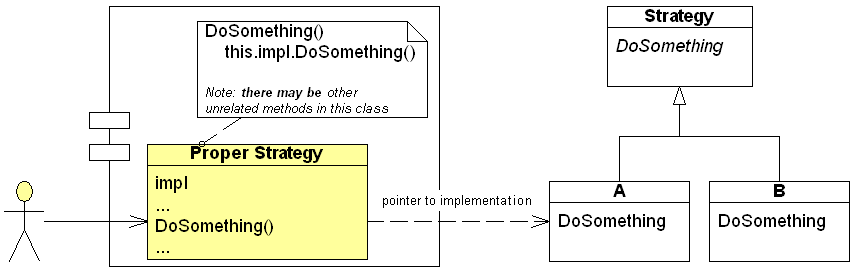 DoSomething()
this.impl.DoSomething()
Note: there may be other
unrelated methods in this class
Proper Strategy
impl
...
DoSomething()
...
pointer to implementation
Strategy
DoSomething
A
DoSomething
B
DoSomething